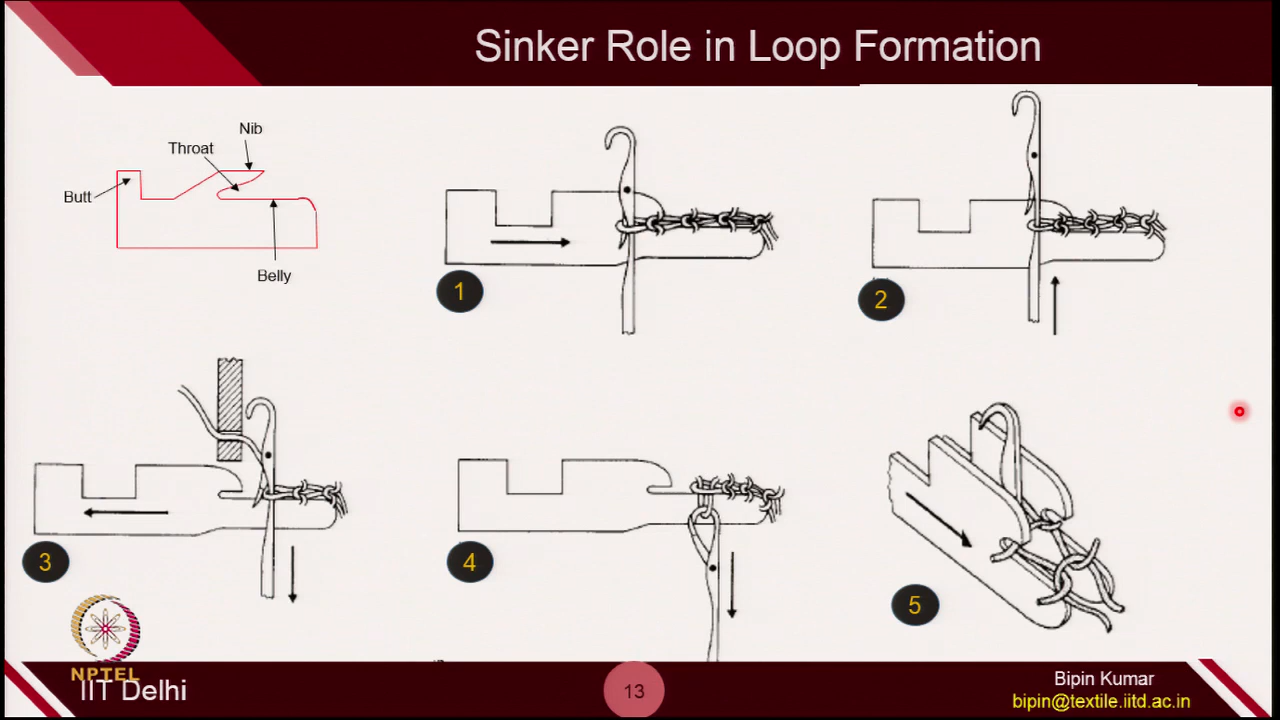 Sinker Role in Loop Formation
Nib
Throat
Butt
Belly
1
2
3
4
5
NPTEL
IIT Delhi
13
Bipin Kumar
bipin@textile.iitd.ac.in